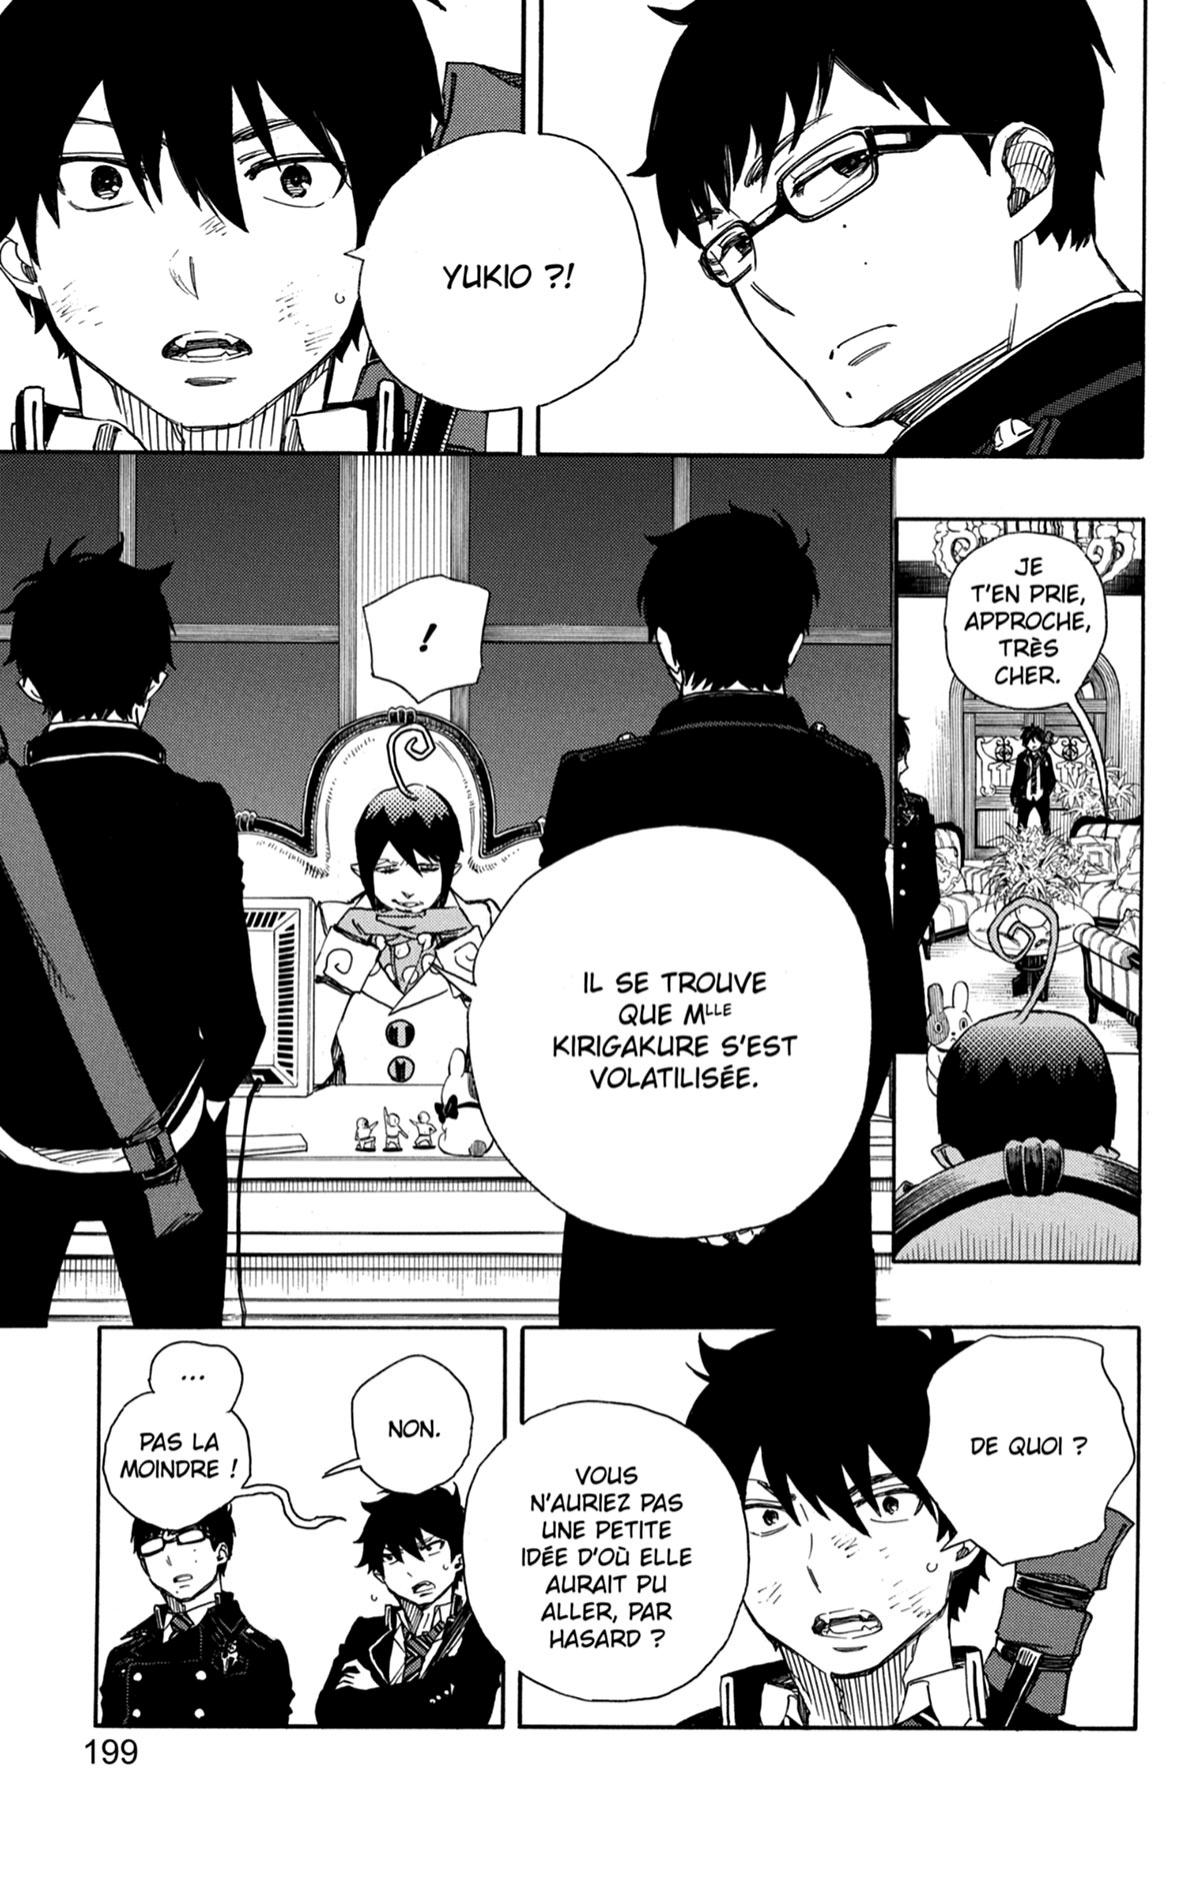 YUKIO ?!
JE
T'EN PRIE,
APPROCHE,
TRÈS
CHER.
!
IL SE TROUVE
QUE MLLE
KIRIGAKURE S'EST
VOLATILISÉE.
DE QUOI ?
VOUS
N'AURIEZ PAS
UNE PETITE
IDÉE D'OÙ ELLE
AURAIT PU
ALLER, PAR
HASARD ?
NON.
...
PAS LA
MOINDRE !
199